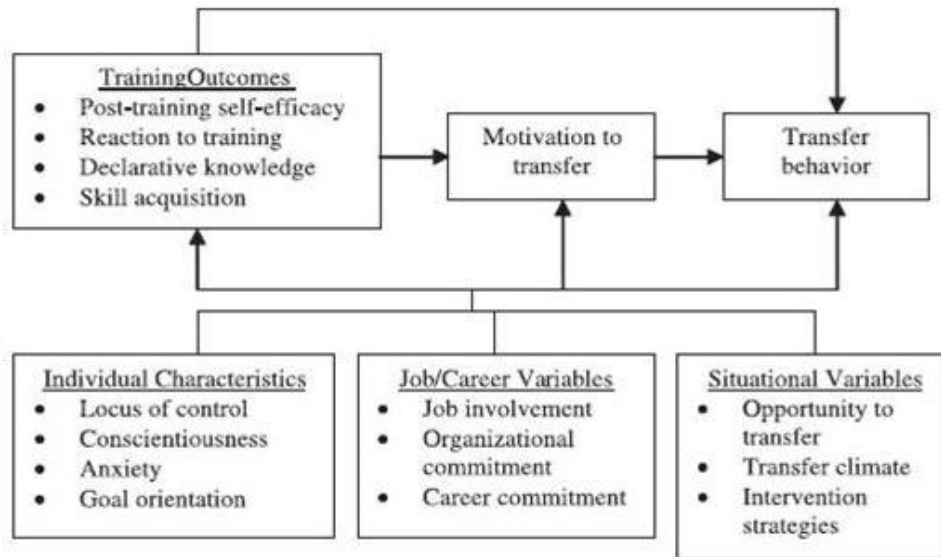 TrainingOutcomes
• Post-training self-efficacy
• Reaction to training
• Declarative knowledge
• Skill acquisition
Motivation to
transfer
Transfer
behavior
Individual Characteristics
• Locus of control
• Conscientiousness
• Anxiety
• Goal orientation
Job/Career Variables
• Job involvement
• Organizational
commitment
• Career commitment
Situational Variables
• Opportunity to
transfer
• Transfer climate
• Intervention
strategies